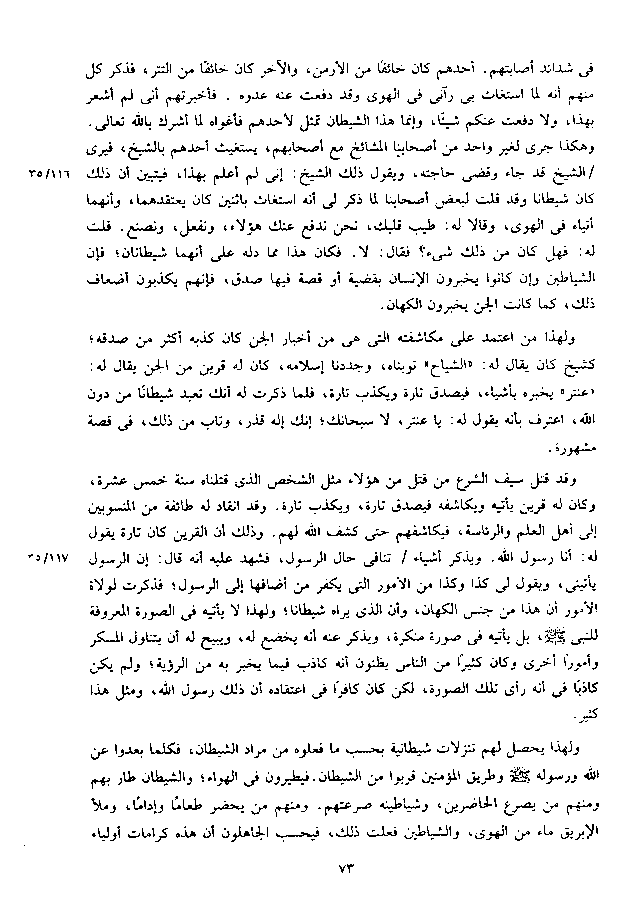 فى شدائد أصابتهم. أحدهم كان خائفًا من الأرمن، والآخر كان خائفًا من التتر، فذكر كل
منهم أنه لما استغاث بى رآنى فى الهوى وقد دفعت عنه عدوه . فأخبرتهم أنى لم أشعر
بهذا، ولا دفعت عنكم شيئًا، وإنما هذا الشيطان تمثل لأحدهم فأغواه لما أشرك بالله تعالى.
وهكذا جرى لغير واحد من أصحابنا المشائخ مع أصحابهم، يستغيث أحدهم بالشيخ، فيرى
٣٥/١١٦ /الشيخ قد جاء وقضى حاجته، ويقول ذلك الشيخ: إنى لم أعلم بهذا، فيتبين أن ذلك
كان شيطانا وقد قلت لبعض أصحابنا لما ذكر لى أنه استغاث باثنين كان يعتقدهما، وأنهما
أتياه فى الهوى، وقالا له: طيب قلبك، نحن ندفع عنك هؤلاء، ونفعل، ونصنع. قلت
له: فهل كان من ذلك شىء؟ فقال: لا. فكان هذا مما دله على أنهما شيطانان؛ فإن
الشياطين وإن كانوا يخبرون الإنسان بقضية أو قصة فيها صدق، فإنهم يكذبون أضعاف
ذلك، كما كانت الجن يخبرون الكهان.
ولهذا من اعتمد على مكاشفته التى هى من أخبار الجن كان كذبه أكثر من صدقه؛
كشيخ كان يقال له: «الشياح» توبناه، وجددنا إسلامه، كان له قرين من الجن يقال له:
«عنتر» يخبره بأشياء، فيصدق تارة ويكذب تارة، فلما ذكرت له أنك تعبد شيطانًا من دون
الله، اعترف بأنه يقول له: يا عنتر، لا سبحانك؛ إنك إله قذر، وتاب من ذلك، فى قصة
مشهورة.
وقد قتل سيف الشرع من قتل من هؤلاء مثل الشخص الذى قتلناه سنة خمس عشرة،
وكان له قرين يأتيه ويكاشفه فيصدق تارة، ويكذب تارة. وقد انقاد له طائفة من المنسوبين
إلى أهل العلم والرئاسة، فيكاشفهم حتى كشف الله لهم. وذلك أن القرين كان تارة يقول
٣٥/١١٧ له: أنا رسول الله. ويذكر أشياء / تنافى حال الرسول، فشهد عليه أنه قال: إن الرسول
يأتينى، ويقول لى كذا وكذا من الأمور التى يكفر من أضافها إلى الرسول؛ فذكرت لولاة
الأمور أن هذا من جنس الكهان، وأن الذى يراه شيطانا؛ ولهذا لا يأتيه فى الصورة المعروفة
للنبى ﷺ، بل يأتيه فى صورة منكرة، ويذكر عنه أنه يخضع له، ويبيح له أن يتناول المسكر
وأمورًا أخرى وكان كثيرًا من الناس يظنون أنه كاذب فيما يخبر به من الرؤية؛ ولم يكن
كاذبًا فى أنه رأى تلك الصورة، لكن كان كافرًا فى اعتقاده أن ذلك رسول الله، ومثل هذا
كثير.
ولهذا يحصل لهم تنزلات شيطانية بحسب ما فعلوه من مراد الشيطان، فكلما بعدوا عن
الله ورسوله ﷺ وطريق المؤمنين قربوا من الشيطان. فيطيرون فى الهواء؛ والشيطان طار بهم
ومنهم من يصرع الحاضرين، وشياطينه صرعتهم. ومنهم من يحضر طعامًا وإدامًا، وملأ
الإبريق ماء من الهوى، والشياطين فعلت ذلك، فيحسب الجاهلون أن هذه كرامات أولياء
٧٣